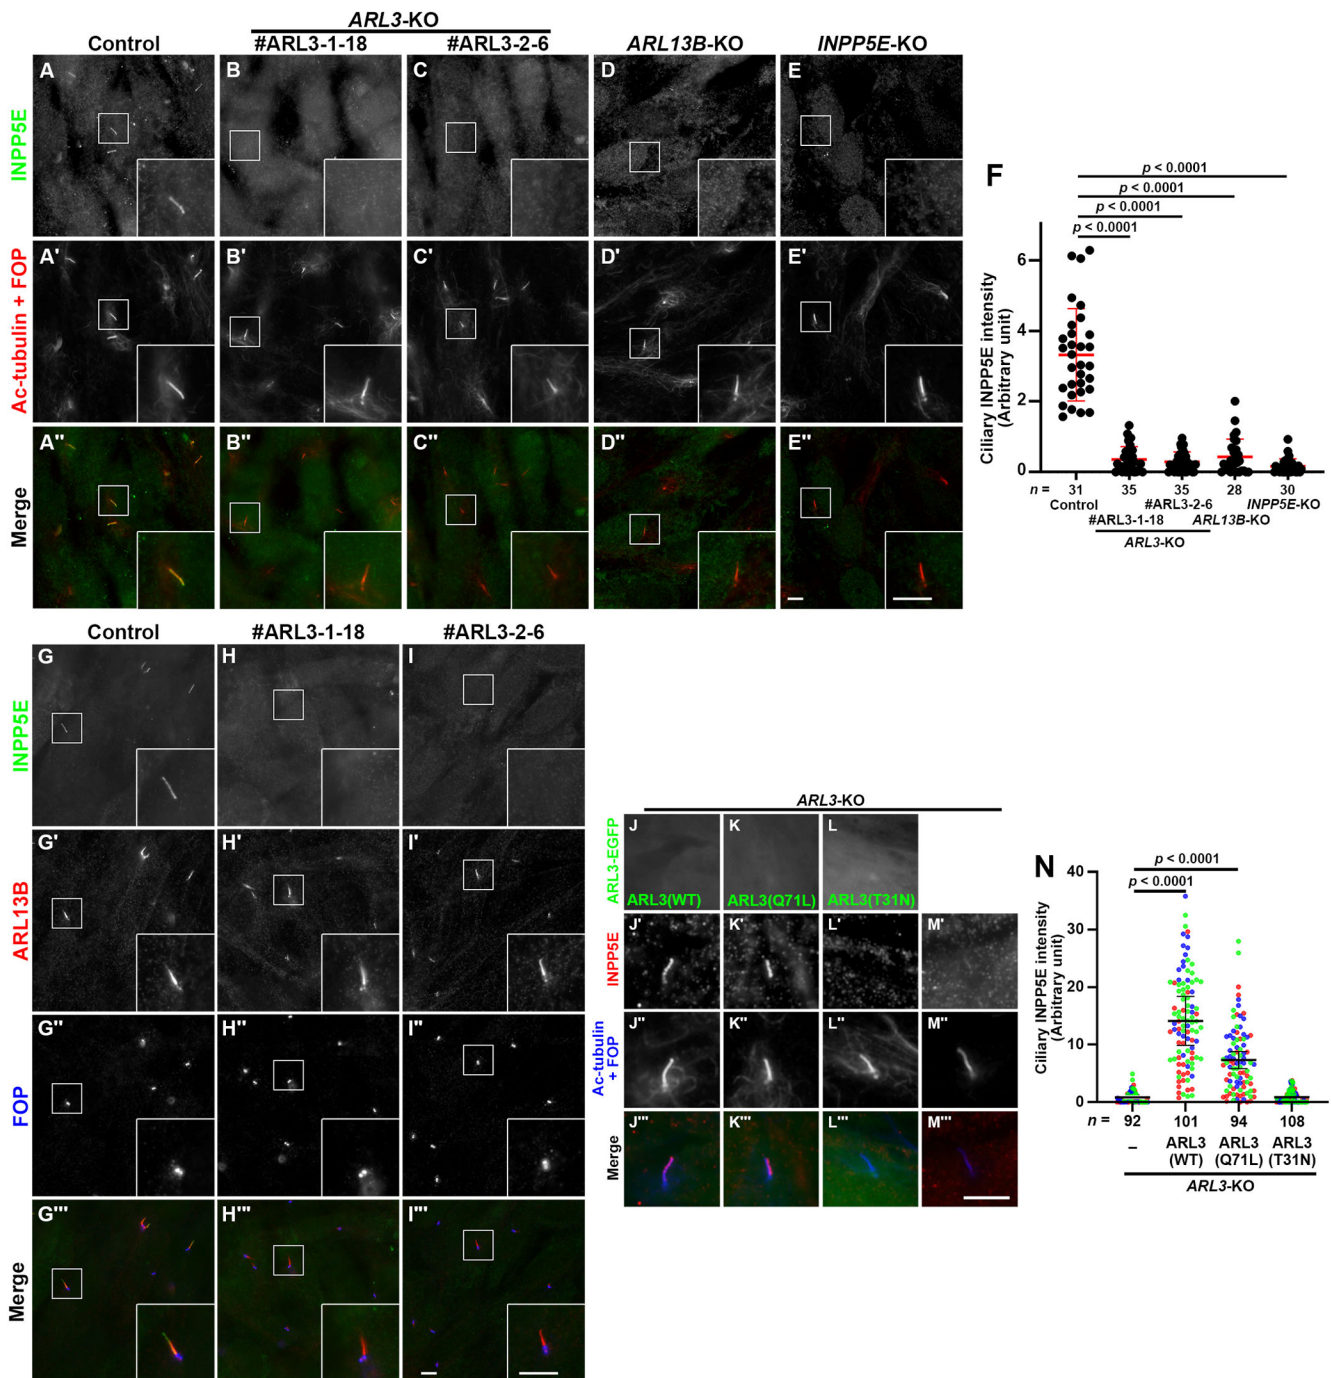 ARL3-KO
Control
#ARL3-1-18
#ARL3-2-6
ARL13B-KO
INPP5E-KO
INPP5E
A
B
C
D
E
Ac-tubulin + FOP
A'
B'
C'
D'
E'
Merge
A"
B"
C"
D"
E"
F
p < 0.0001
p < 0.0001
p < 0.0001
p < 0.0001
Ciliary INPP5E intensity
(Arbitrary unit)
6
4
2
0
n = 31 35 35 28 30
Control #ARL3-2-6 INPP5E-KO
#ARL3-1-18 ARL13B-KO
ARL3-KO
Control
#ARL3-1-18
#ARL3-2-6
INPP5E
G
H
I
ARL13B
G'
H'
I'
FOP
G"
H"
I"
Merge
G'"
H'"
I'"
ARL3-KO
ARL3-EGFP
J
K
L
ARL3(WT)
ARL3(Q71L)
ARL3(T31N)
INPP5E
J'
K'
L'
M'
Ac-tubulin
+ FOP
J"
K"
L"
M"
Merge
J'"
K'"
L'"
M'"
N
p < 0.0001
p < 0.0001
Ciliary INPP5E intensity
(Arbitrary unit)
40
30
20
10
0
n = 92 101 94 108
– ARL3 ARL3 ARL3
(WT) (Q71L) (T31N)
ARL3-KO